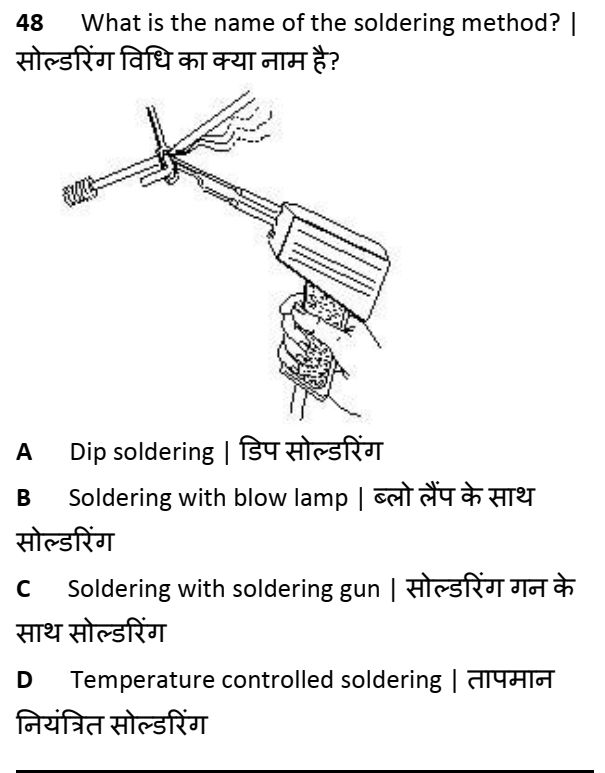 48 What is the name of the soldering method? |
सोल्डरिंग विधि का क्या नाम है?
A Dip soldering | डिप सोल्डरिंग
B Soldering with blow lamp | ब्लो लैंप के साथ
सोल्डरिंग
C Soldering with soldering gun | सोल्डरिंग गन के
साथ सोल्डरिंग
D Temperature controlled soldering | तापमान
नियंत्रित सोल्डरिंग